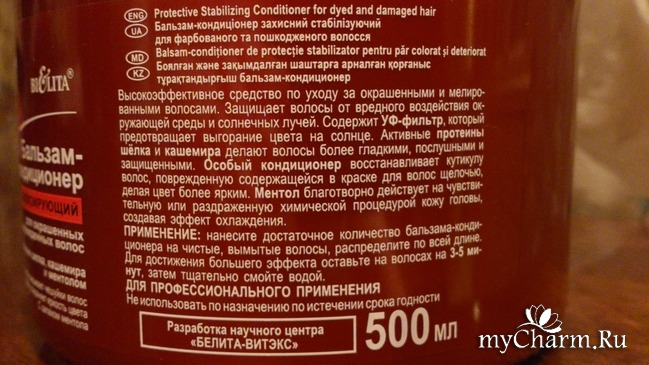 ENG Protective Stabilizing Conditioner for dyed and damaged hair
UA Бальзам-кондиціонер захисний стабілізуючий
для фарбованого та пошкодженого волосся
MD Balsam-condiţioner de protecţie stabilizator pentru păr colorat şi deteriorat
KZ Боялған және зақымдалған шаштарға арналған қорғаныс
тұрақтандырғыш бальзам-кондиционер
Высокоэффективное средство по уходу за окрашенными и мелиро-
ванными волосами. Защищает волосы от вредного воздействия ок-
ружающей среды и солнечных лучей. Содержит УФ-фильтр, который
предотвращает выгорание цвета на солнце. Активные протеины
шёлка и кашемира делают волосы более гладкими, послушными и
защищенными. Особый кондиционер восстанавливает кутикулу
волос, поврежденную содержащейся в краске для волос щелочью,
делая цвет более ярким. Ментол благотворно действует на чувстви-
тельную или раздраженную химической процедурой кожу головы,
создавая эффект охлаждения.
ПРИМЕНЕНИЕ: нанесите достаточное количество бальзама-конди-
ционера на чистые, вымытые волосы, распределите по всей длине.
Для достижения большего эффекта оставьте на волосах на 3-5 ми-
нут, затем тщательно смойте водой.
ДЛЯ ПРОФЕССИОНАЛЬНОГО ПРИМЕНЕНИЯ
Не использовать по назначению по истечении срока годности
Разработка научного центра
«БЕЛИТА-ВИТЭКС»
500 мл
BIELITA®
Бальзам-
кондиционер
окрашенных
волос
кашемира
ментолом
волос
цвета
ментола
myCharm.Ru